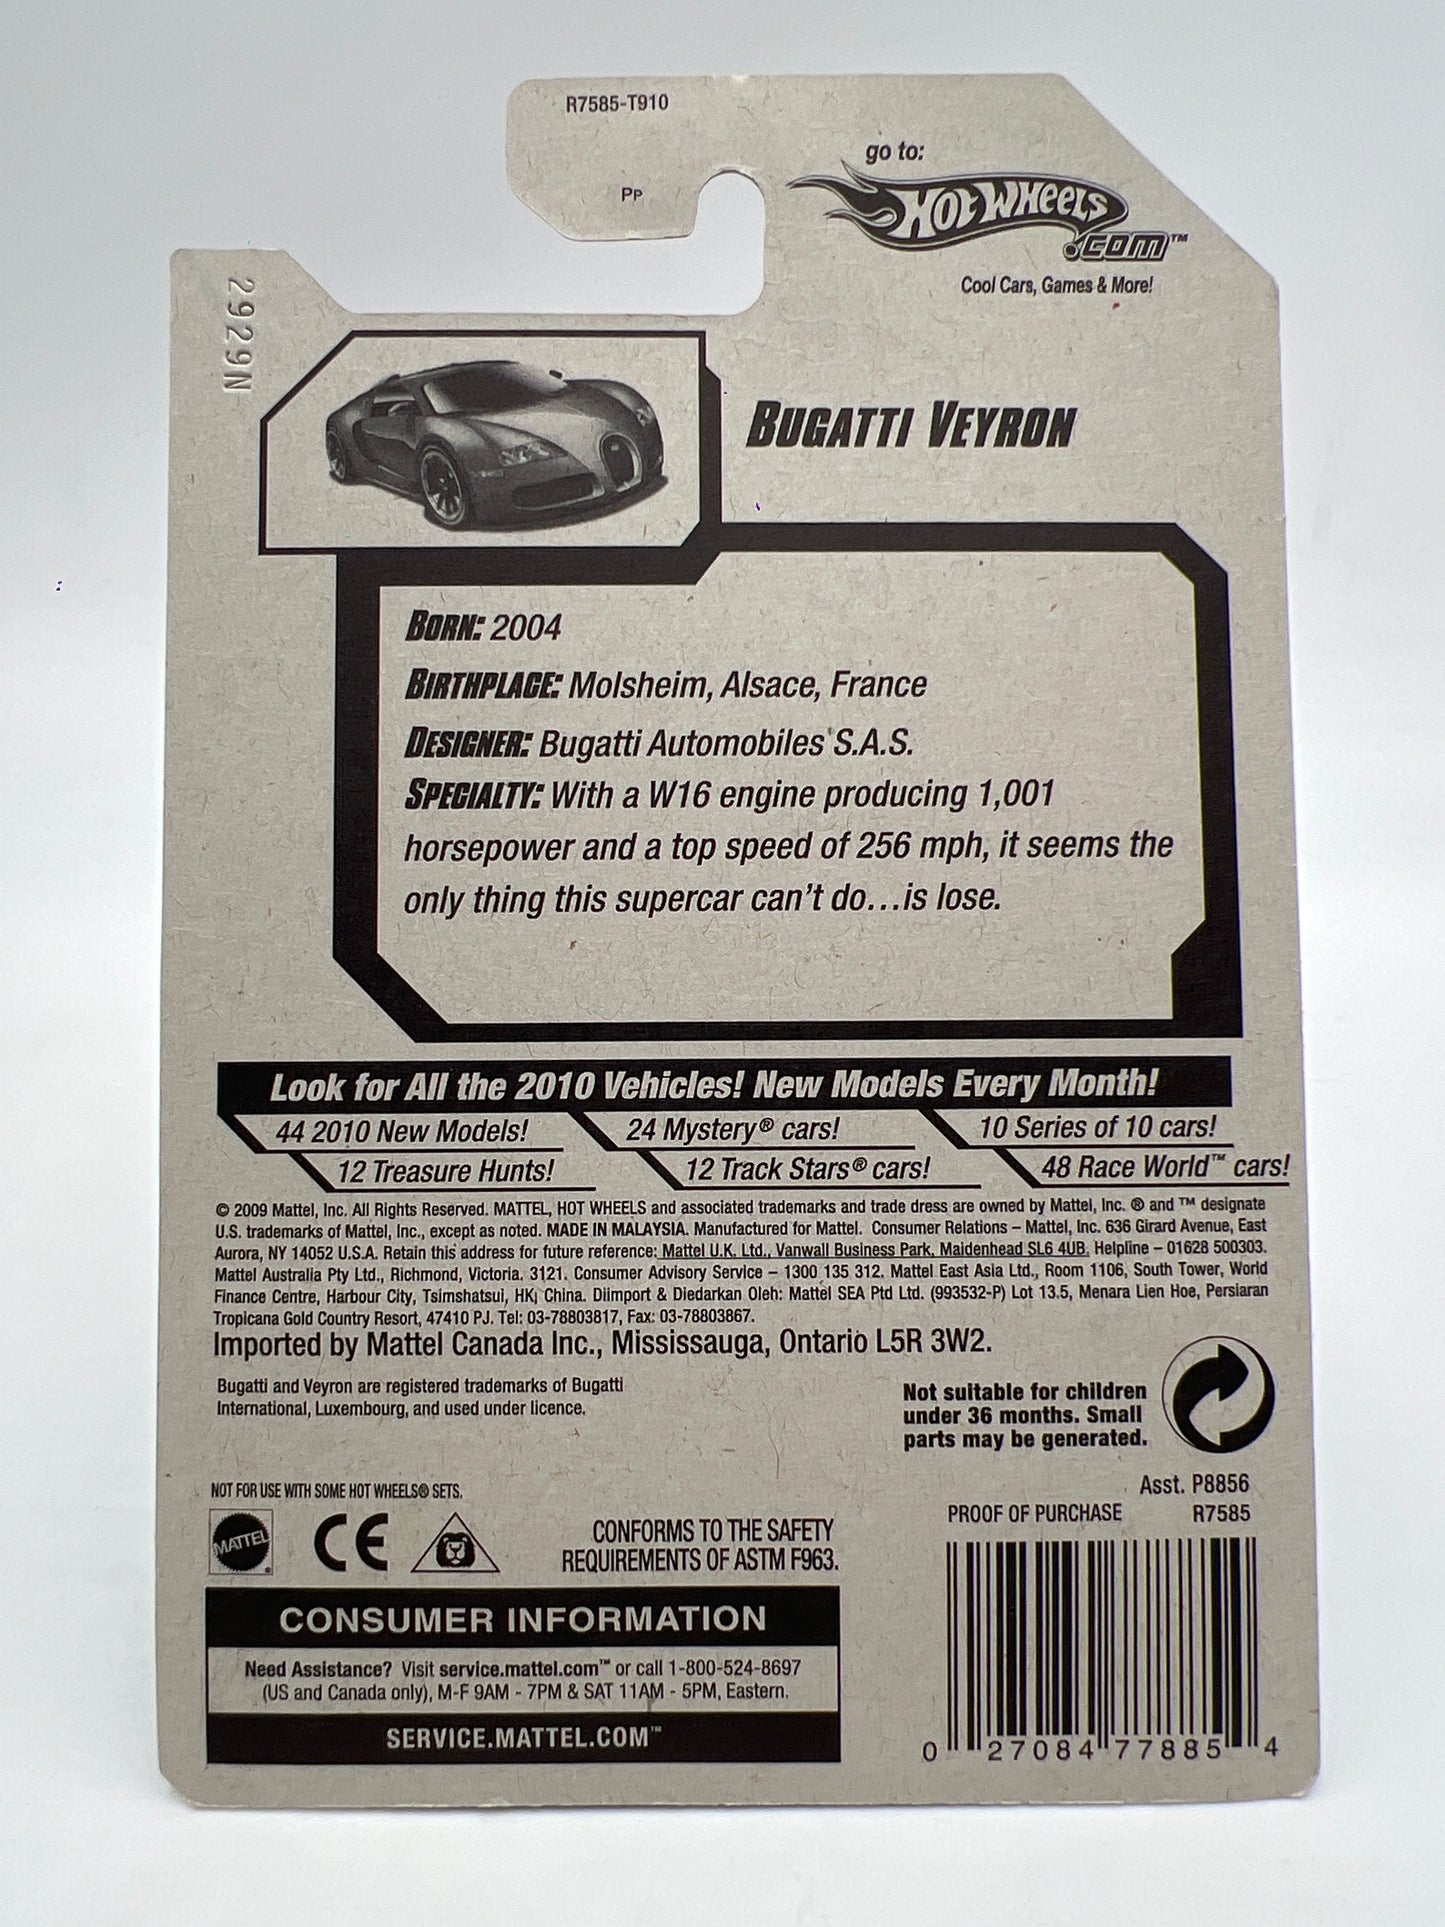 R7585-T910
go to:
Hot Wheels
.com™
PP
Cool Cars, Games & More!
2929N
BUGATTI VEYRON
BORN: 2004
BIRTHPLACE: Molsheim, Alsace, France
DESIGNER: Bugatti Automobiles S.A.S.
SPECIALTY: With a W16 engine producing 1,001
horsepower and a top speed of 256 mph, it seems the
only thing this supercar can't do...is lose.
Look for All the 2010 Vehicles! New Models Every Month!
44 2010 New Models! 24 Mystery® cars! 10 Series of 10 cars!
12 Treasure Hunts! 12 Track Stars® cars! 48 Race World™ cars!
© 2009 Mattel, Inc. All Rights Reserved. MATTEL, HOT WHEELS and associated trademarks and trade dress are owned by Mattel, Inc. ® and ™ designate
U.S. trademarks of Mattel, Inc., except as noted. MADE IN MALAYSIA. Manufactured for Mattel. Consumer Relations – Mattel, Inc. 636 Girard Avenue, East
Aurora, NY 14052 U.S.A. Retain this address for future reference: Mattel U.K. Ltd., Vanwall Business Park, Maidenhead SL6 4UB. Helpline – 01628 500303.
Mattel Australia Pty Ltd., Richmond, Victoria. 3121. Consumer Advisory Service – 1300 135 312. Mattel East Asia Ltd., Room 1106, South Tower, World
Finance Centre, Harbour City, Tsimshatsui, HK, China. Diimport & Diedarkan Oleh: Mattel SEA Ptd Ltd. (993532-P) Lot 13.5, Menara Lien Hoe, Persiaran
Tropicana Gold Country Resort, 47410 PJ. Tel: 03-78803817, Fax: 03-78803867.
Imported by Mattel Canada Inc., Mississauga, Ontario L5R 3W2.
Bugatti and Veyron are registered trademarks of Bugatti
International, Luxembourg, and used under licence.
Not suitable for children
under 36 months. Small
parts may be generated.
NOT FOR USE WITH SOME HOT WHEELS® SETS.
Asst. P8856
PROOF OF PURCHASE R7585
MATTEL
CE
CONFORMS TO THE SAFETY
REQUIREMENTS OF ASTM F963.
CONSUMER INFORMATION
Need Assistance? Visit service.mattel.com™ or call 1-800-524-8697
(US and Canada only), M-F 9AM - 7PM & SAT 11AM - 5PM, Eastern.
SERVICE.MATTEL.COM™
0 27084 77885 4